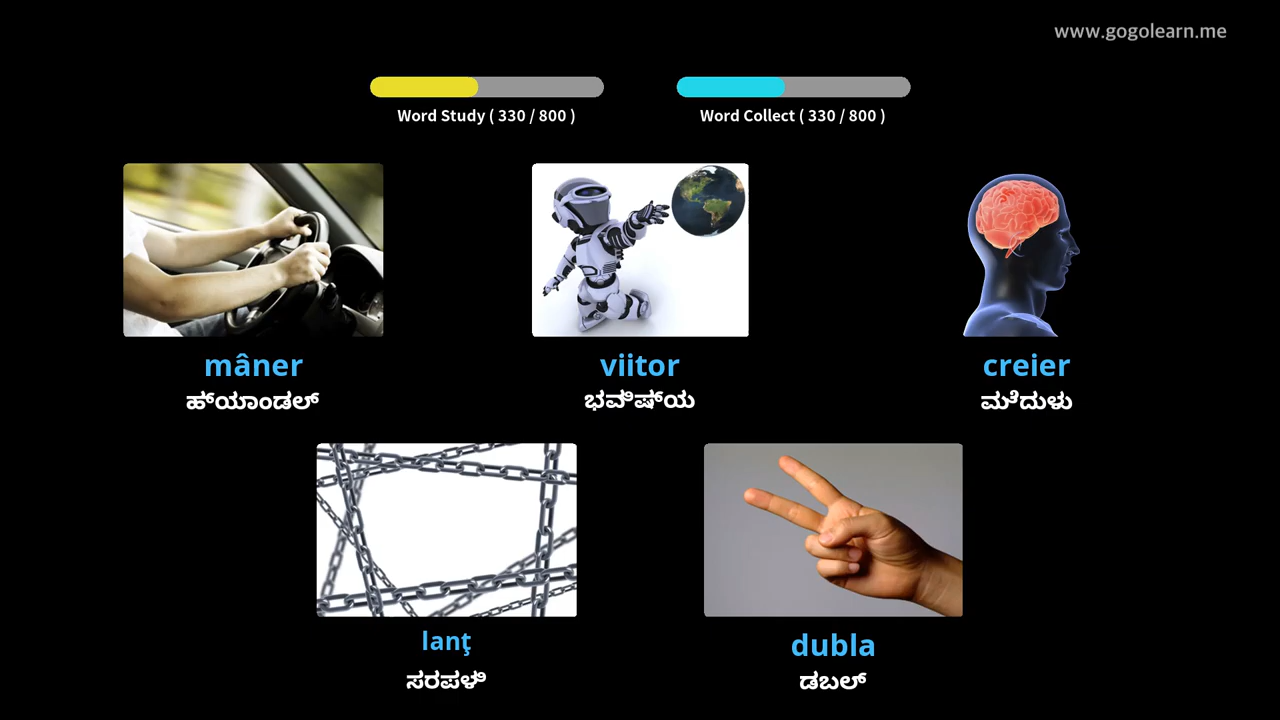 www.gogolearn.me
Word Study ( 330 / 800 )
Word Collect ( 330 / 800 )
mâner
viitor
creier
ಹ್ಯಾಂಡಲ್
ಭವಿಷ್ಯ
ಮೆದುಳು
lanţ
dubla
ಸರಪಳಿ
ಡಬಲ್